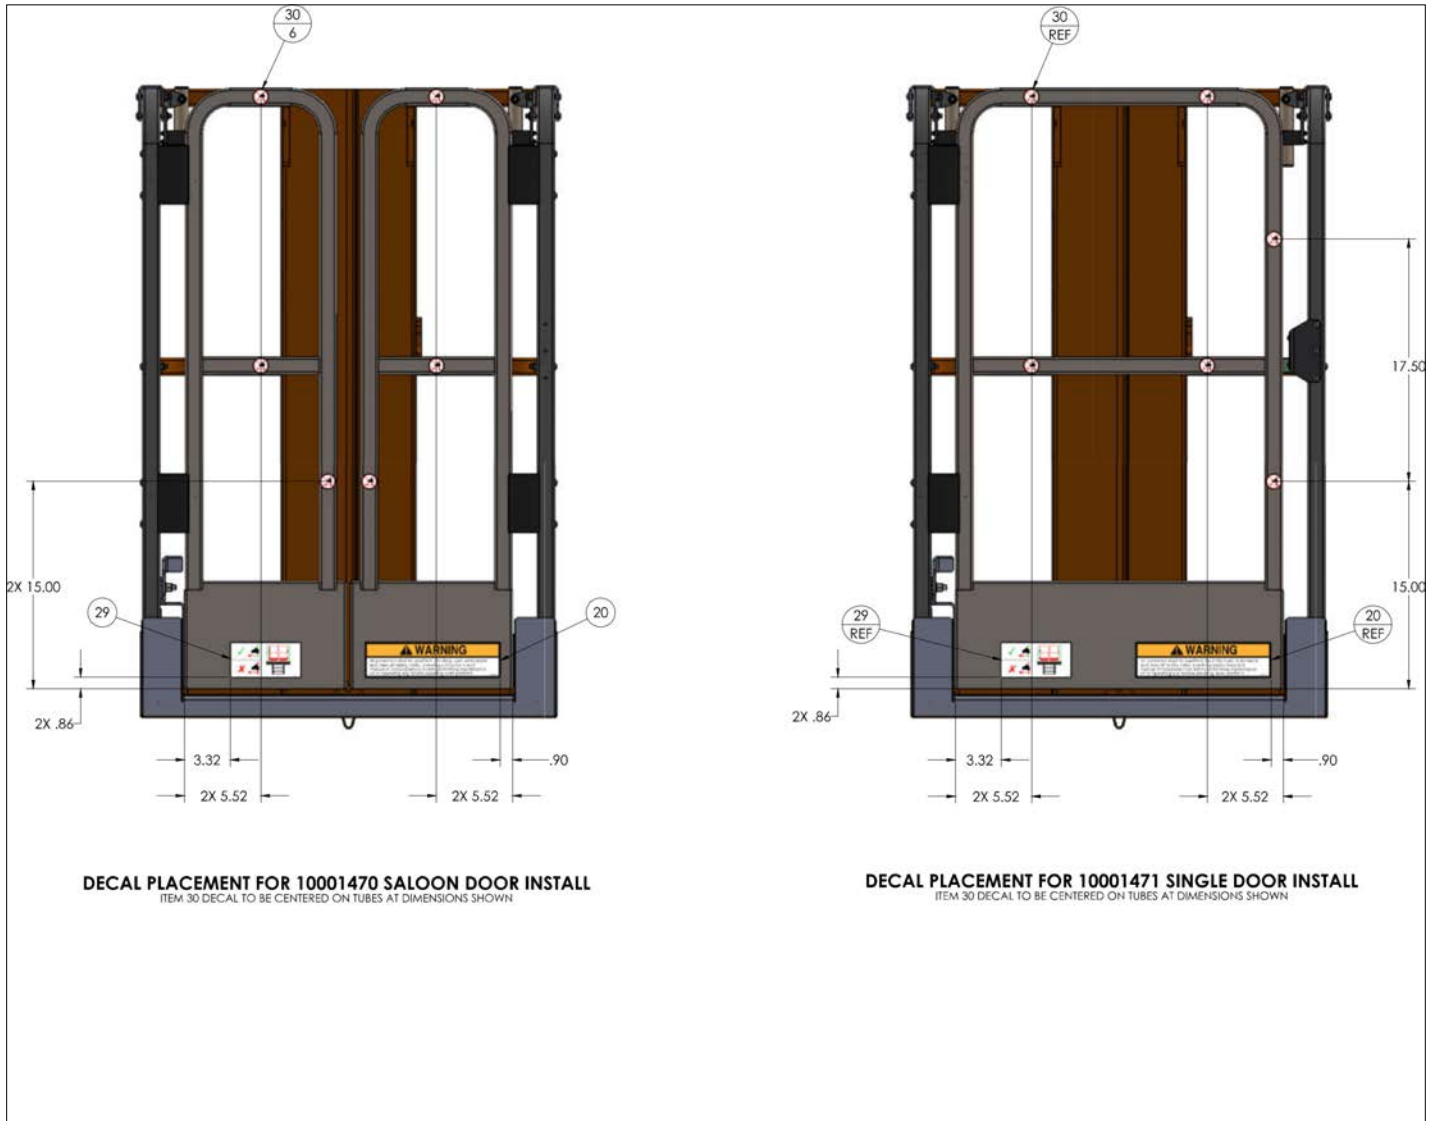 30
6
30
REF
17.50
2X 15.00
15.00
29
20
29
REF
20
REF
WARNING
WARNING
2X .86
2X .86
3.32
.90
3.32
.90
2X 5.52
2X 5.52
2X 5.52
2X 5.52
DECAL PLACEMENT FOR 10001470 SALOON DOOR INSTALL
ITEM 30 DECAL TO BE CENTERED ON TUBES AT DIMENSIONS SHOWN
DECAL PLACEMENT FOR 10001471 SINGLE DOOR INSTALL
ITEM 30 DECAL TO BE CENTERED ON TUBES AT DIMENSIONS SHOWN